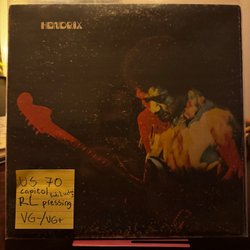 HENDRIX
US 70
capitol
RL pressing
VG-/VG+